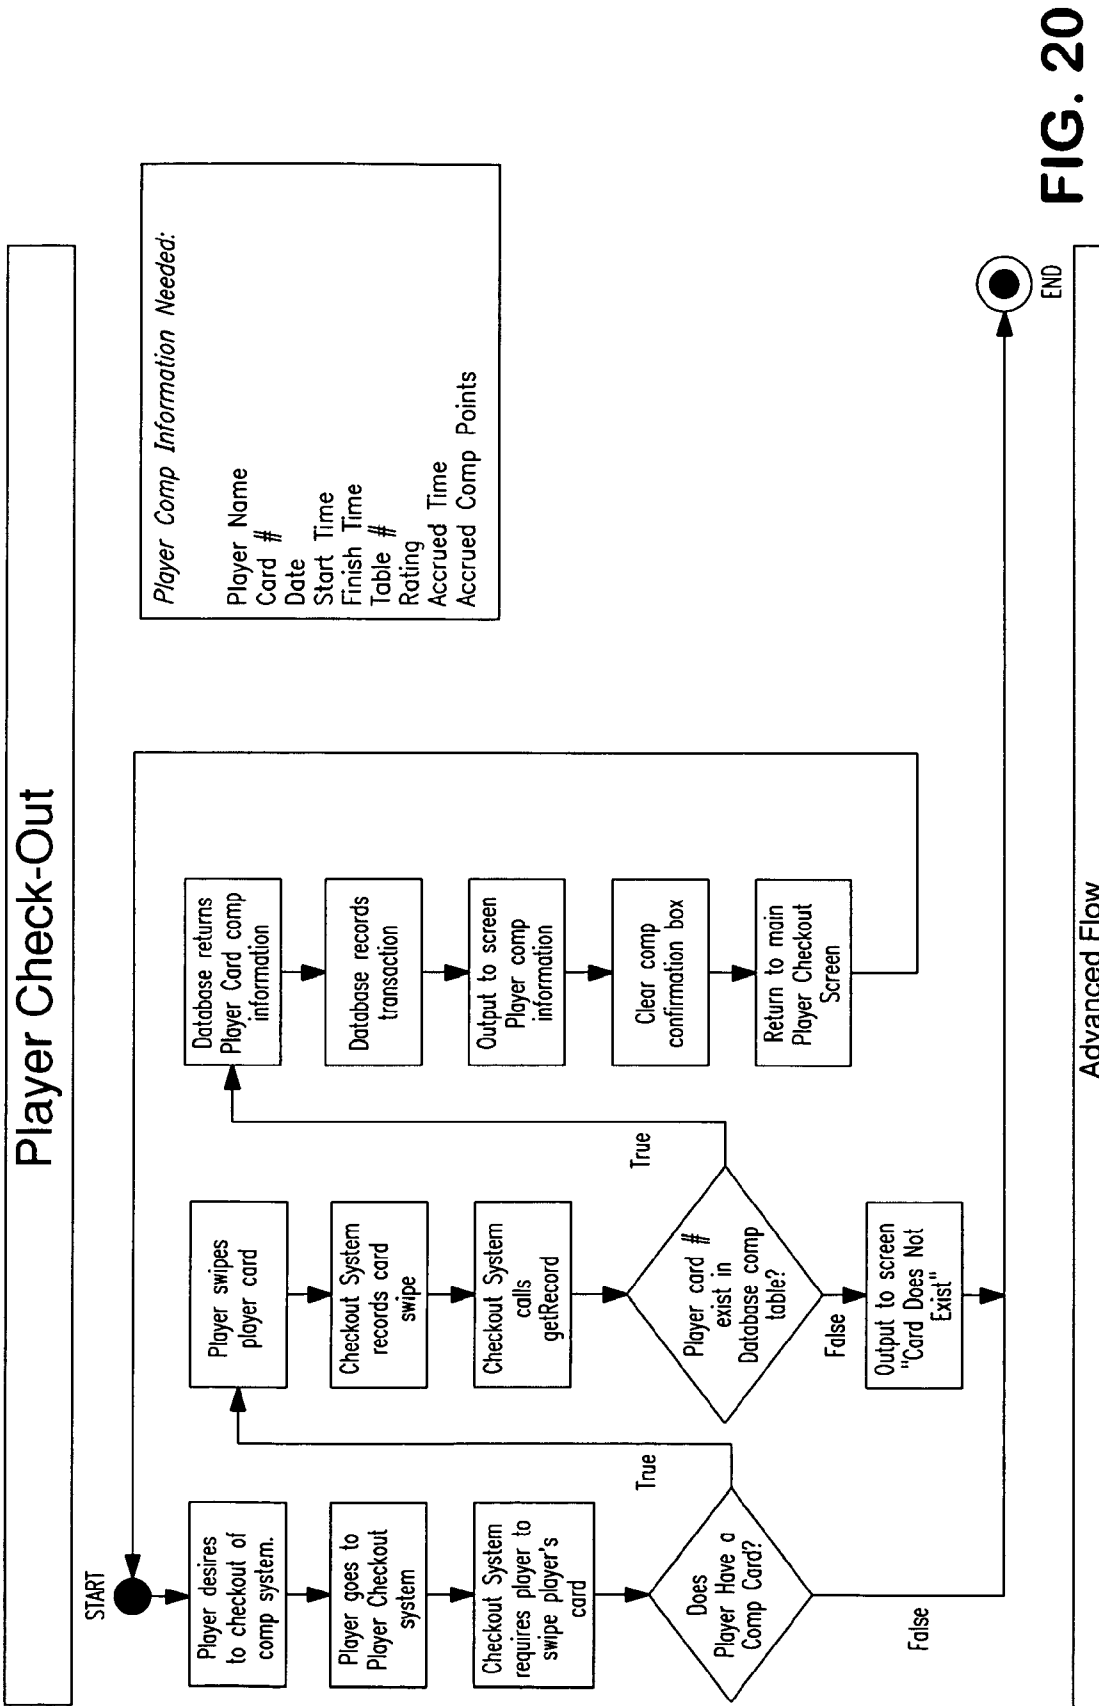 Player Check-Out
START
Player desires
to checkout of
comp system.
Player goes to
Player Checkout
system
Checkout System
requires player to
swipe player's
card
Does
Player Have a
Comp Card?
True
False
Player swipes
player card
Checkout System
records card
swipe
Checkout System
calls
getRecord
Player card #
exist in
Database comp
table?
True
False
Output to screen
"Card Does Not
Exist"
Database returns
Player Card comp
information
Database records
transaction
Output to screen
Player comp
information
Clear comp
confirmation box
Return to main
Player Checkout
Screen
Player Comp Information Needed:
Player Name
Card #
Date
Start Time
Finish Time
Table #
Rating
Accrued Time
Accrued Comp Points
END
Advanced Flow
FIG. 20